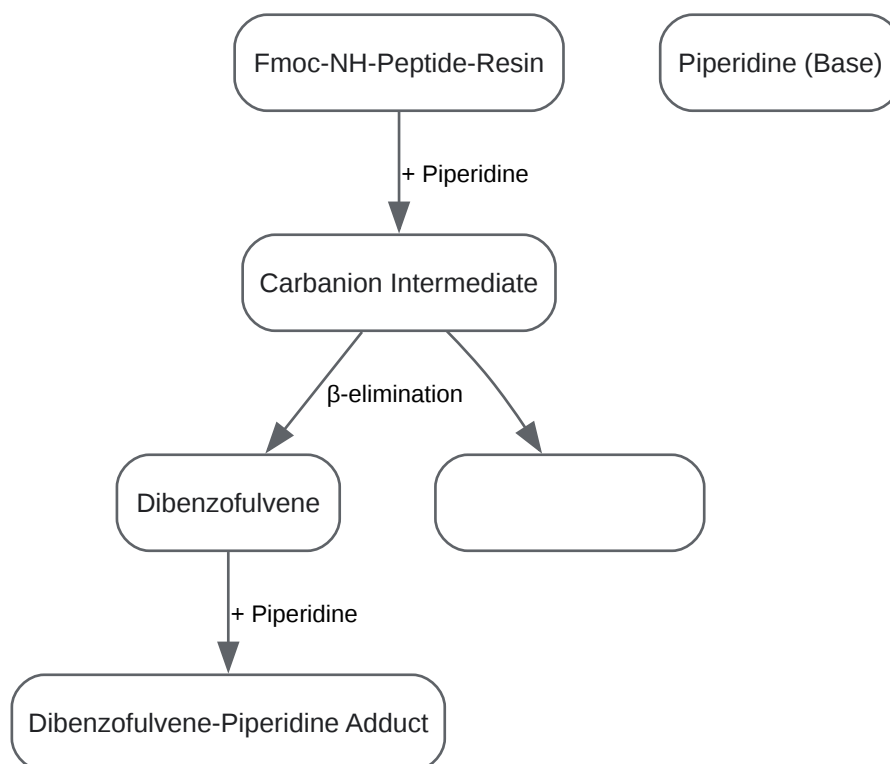 Fmoc-NH-Peptide-Resin
Piperidine (Base)
+ Piperidine
Carbanion Intermediate
β-elimination
Dibenzofulvene
+ Piperidine
Dibenzofulvene-Piperidine Adduct